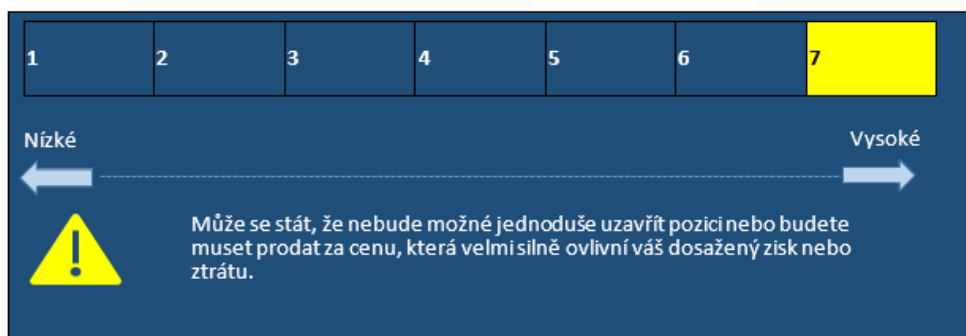 1 2 3 4 5 6 7
Nízké Vysoké
Může se stát, že nebude možné jednoduše uzavřít pozici nebo budete
muset prodat za cenu, která velmi silně ovlivní váš dosažený zisk nebo
ztrátu.